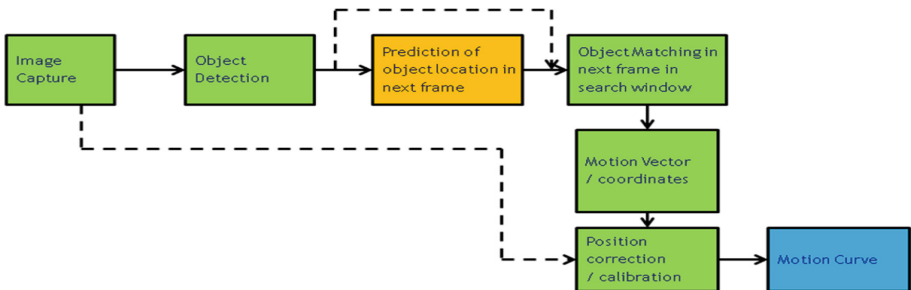 Image
Capture
Object
Detection
Prediction of
object location in
next frame
Object Matching in
next frame in
search window
Motion Vector
/ coordinates
Position
correction
/ calibration
Motion Curve